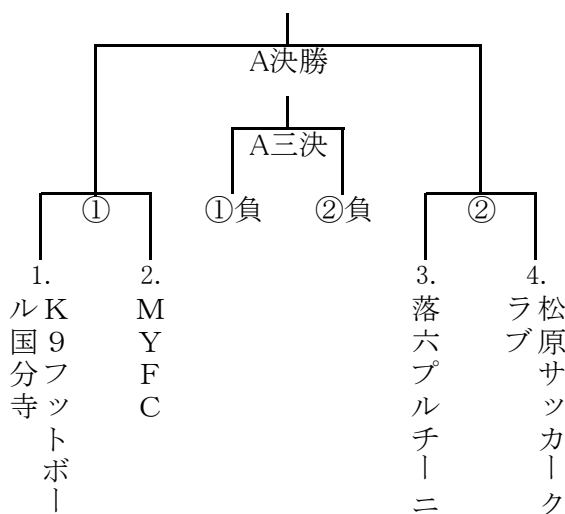 A決勝
A三決
①
①負
②負
②
1.
2.
3.
4.
K9フットボー
ル国分寺
MYFC
落六プルチーニ
松原サッカーク
ラブ